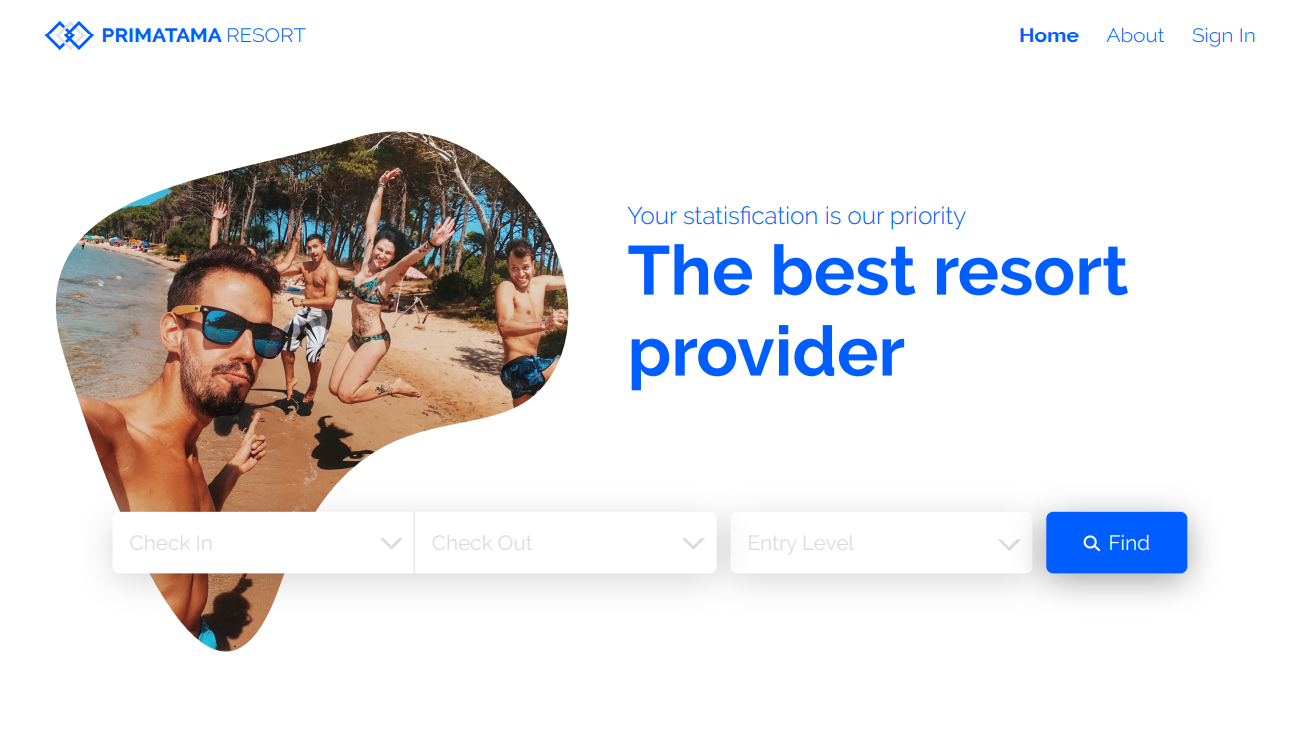 PRIMATAMA RESORT
Home About Sign In
Your statisfication is our priority
The best resort
provider
Check In
Check Out
Entry Level
Find